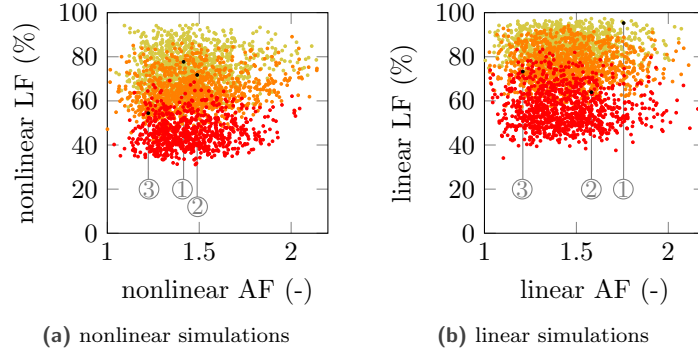 100
80
60
40
20
0
nonlinear LF (%)
③ ① ②
1 1.5 2
nonlinear AF (-)
(a) nonlinear simulations
100
80
60
40
20
0
linear LF (%)
③ ② ①
1 1.5 2
linear AF (-)
(b) linear simulations